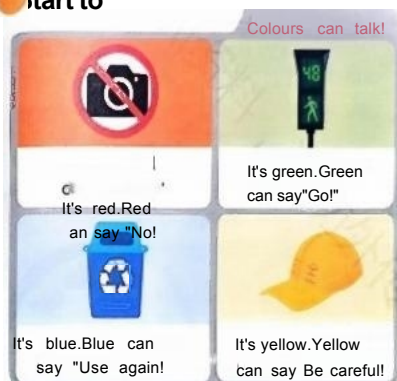 tart to
Colours can talk!
48
It's green.Green
can say"Go!"
It's red.Red
an say "No!
It's blue.Blue can
say "Use again!
It's yellow.Yellow
can say Be careful!